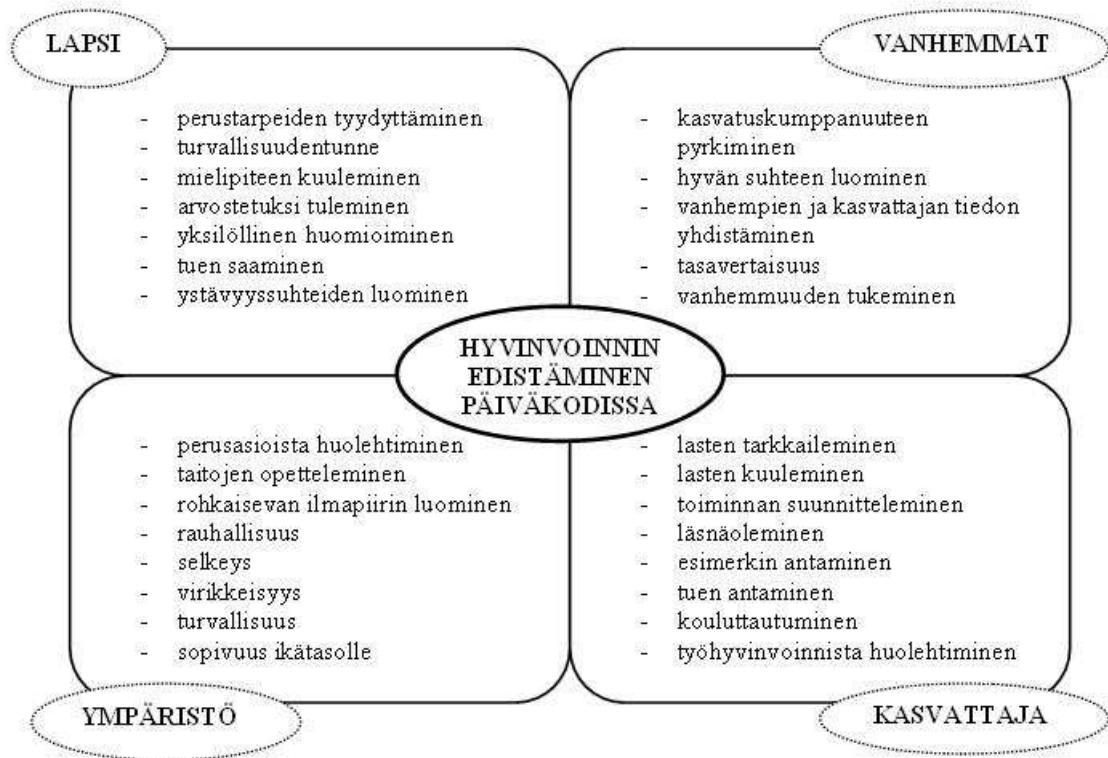 LAPSI
- perustarpeiden tyydyttäminen
- turvallisuudentunne
- mielipiteen kuuleminen
- arvostetuksi tuleminen
- yksilöllinen huomioiminen
- tuen saaminen
- ystävyyssuhteiden luominen
VANHEMMAT
- kasvatuskumppanuuteen
pyrkiminen
- hyvän suhteen luominen
- vanhempien ja kasvattajan tiedon
yhdistäminen
- tasavertaisuus
- vanhemmuuden tukeminen
HYVINVOINNIN
EDISTÄMINEN
PÄIVÄKODISSA
- perusasioista huolehtiminen
- taitojen opetteleminen
- rohkaisevan ilmapiirin luominen
- rauhallisuus
- selkeys
- virikkeisyys
- turvallisuus
- sopivuus ikätasolle
YMPÄRISTÖ
- lasten tarkkaileminen
- lasten kuuleminen
- toiminnan suunnitteleminen
- läsnäoleminen
- esimerkin antaminen
- tuen antaminen
- kouluttautuminen
- työhyvinvoinnista huolehtiminen
KASVATTAJA